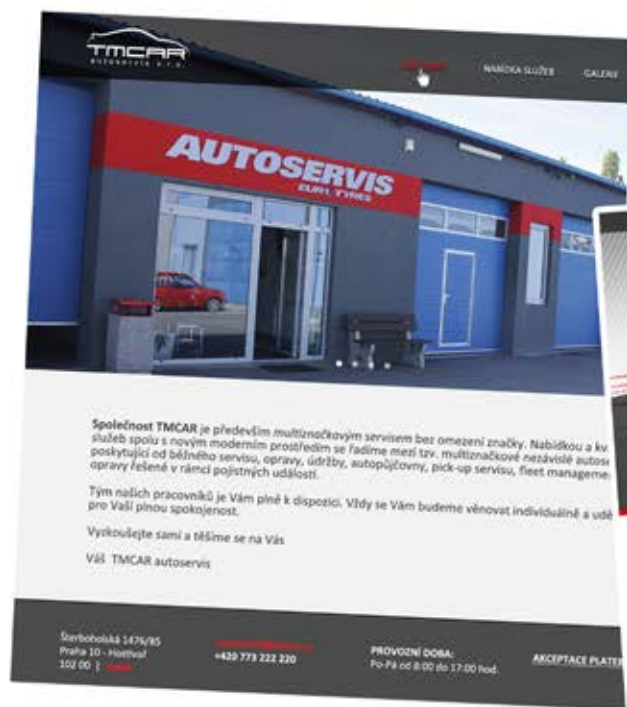 TMCAR
autoservis s.r.o.
NABÍDKA SLUŽEB
GALERIE
AUTOSERVIS
EUROTYRES
Společnost TMCAR je především multiznačkovým servisem bez omezení značky. Nabídkou a kv
služeb spolu s novým moderním prostředím se řadíme mezi tzv. multiznačkové nezávislé autose
poskytující od běžného servisu, opravy, údržby, autopůjčovny, pick-up servisu, fleet manageme
opravy řešené v rámci pojistných událostí.
Tým našich pracovníků je Vám plně k dispozici. Vždy se Vám budeme věnovat individuálně a udě
pro Vaši plnou spokojenost.
Vyzkoušejte sami a těšíme se na Vás
Váš TMCAR autoservis
Šterboholská 1476/85
Praha 10 - Hostivař
102 00 |
+420 773 222 220
PROVOZNÍ DOBA:
Po-Pá od 8:00 do 17:00 hod.
AKCEPTACE PLATEB